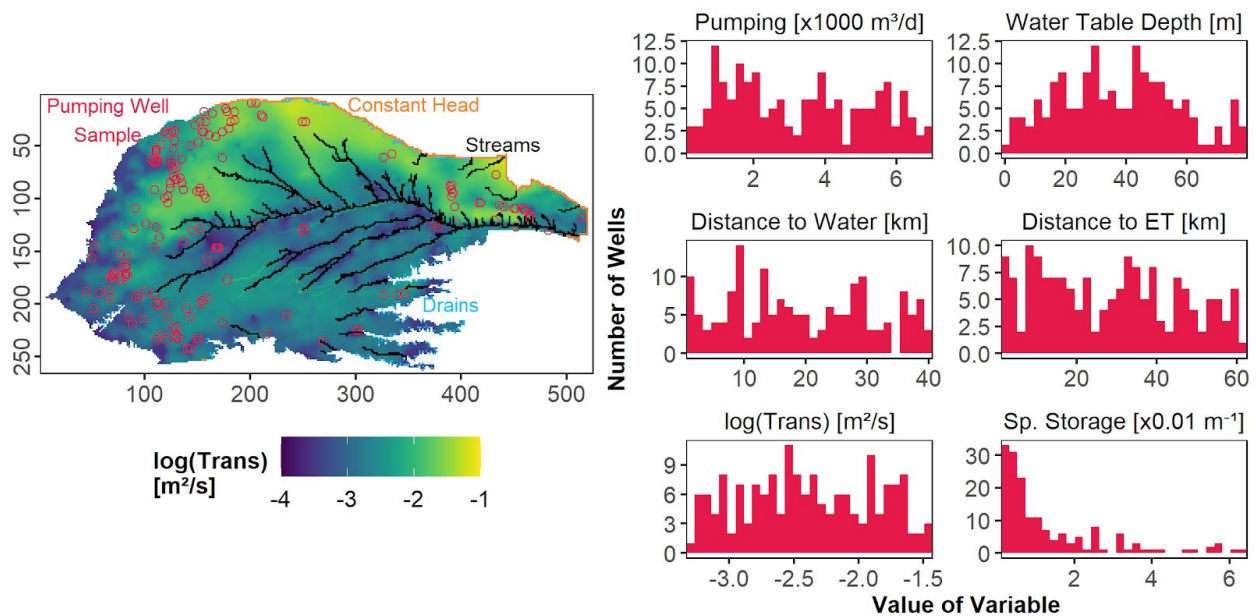 Pumping Well
Sample
Constant Head
Streams
Drains
50
100
150
200
250
100 200 300 400 500
log(Trans)
[m²/s]
-4 -3 -2 -1
Number of Wells
Pumping [x1000 m³/d]
12.5
10.0
7.5
5.0
2.5
0.0
2 4 6
Water Table Depth [m]
12.5
10.0
7.5
5.0
2.5
0.0
0 20 40 60
Distance to Water [km]
10
5
0
10 20 30 40
Distance to ET [km]
10.0
7.5
5.0
2.5
0.0
20 40 60
log(Trans) [m²/s]
9
6
3
0
-3.0 -2.5 -2.0 -1.5
Sp. Storage [x0.01 m⁻¹]
30
20
10
0
2 4 6
Value of Variable